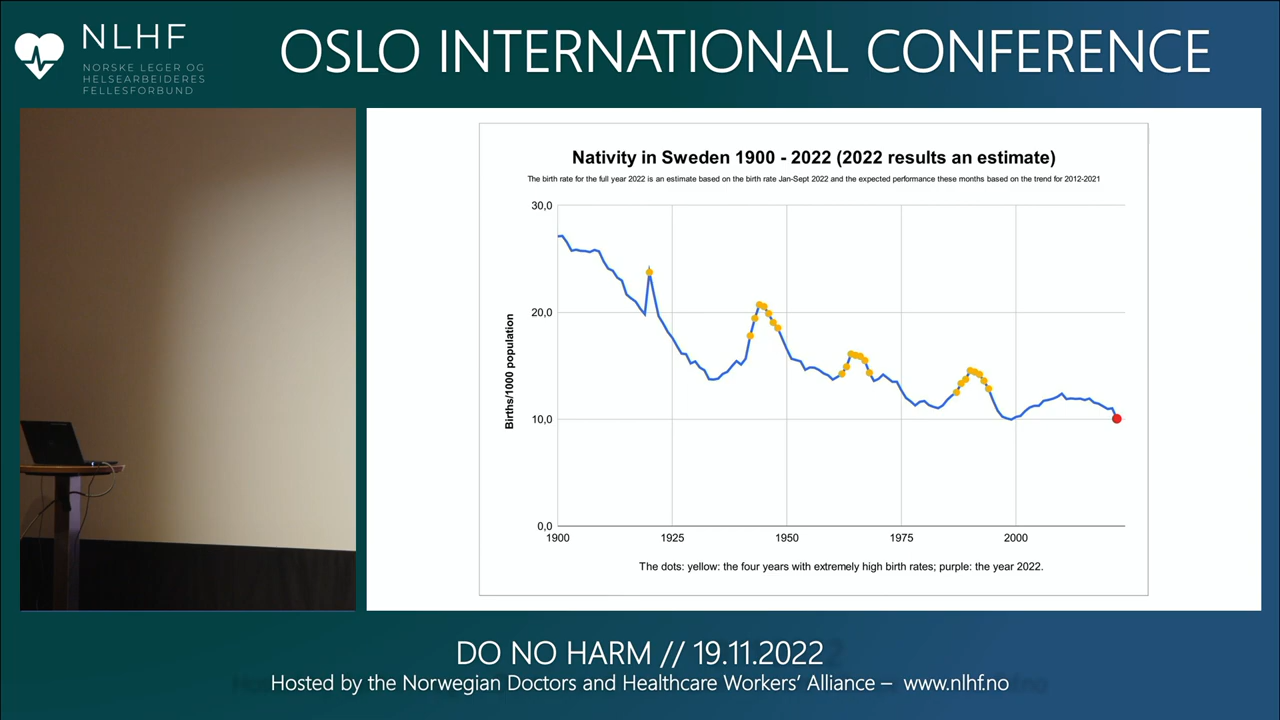 NLHF
NORSKE LEGER OG
HELSEARBEIDERES
FELLESFORBUND
OSLO INTERNATIONAL CONFERENCE
Nativity in Sweden 1900 - 2022 (2022 results an estimate)
The birth rate for the full year 2022 is an estimate based on the birth rate Jan-Sept 2022 and the expected performance these months based on the trend for 2012-2021
Births/1000 population
30,0
20,0
10,0
0,0
1900 1925 1950 1975 2000
The dots: yellow: the four years with extremely high birth rates; purple: the year 2022.
DO NO HARM // 19.11.2022
Hosted by the Norwegian Doctors and Healthcare Workers' Alliance – www.nlhf.no